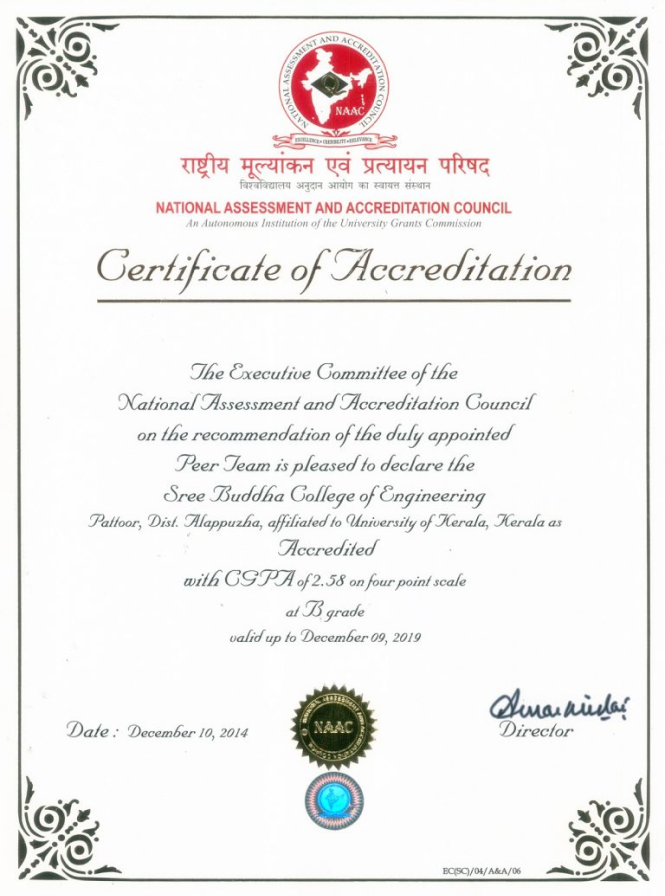 NATIONAL ASSESSMENT AND ACCREDITATION COUNCIL
NAAC
EXCELLENCE • CREDIBILITY • RELEVANCE
राष्ट्रीय मूल्यांकन एवं प्रत्यायन परिषद
विश्वविद्यालय अनुदान आयोग का स्वायत्त संस्थान
NATIONAL ASSESSMENT AND ACCREDITATION COUNCIL
An Autonomous Institution of the University Grants Commission
Certificate of Accreditation
The Executive Committee of the
National Assessment and Accreditation Council
on the recommendation of the duly appointed
Peer Team is pleased to declare the
Sree Buddha College of Engineering
Pattoor, Dist. Alappuzha, affiliated to University of Kerala, Kerala as
Accredited
with CGPA of 2.58 on four point scale
at B grade
valid up to December 09, 2019
Date : December 10, 2014
NAAC
Director
EC(SC)/04/A&A/06